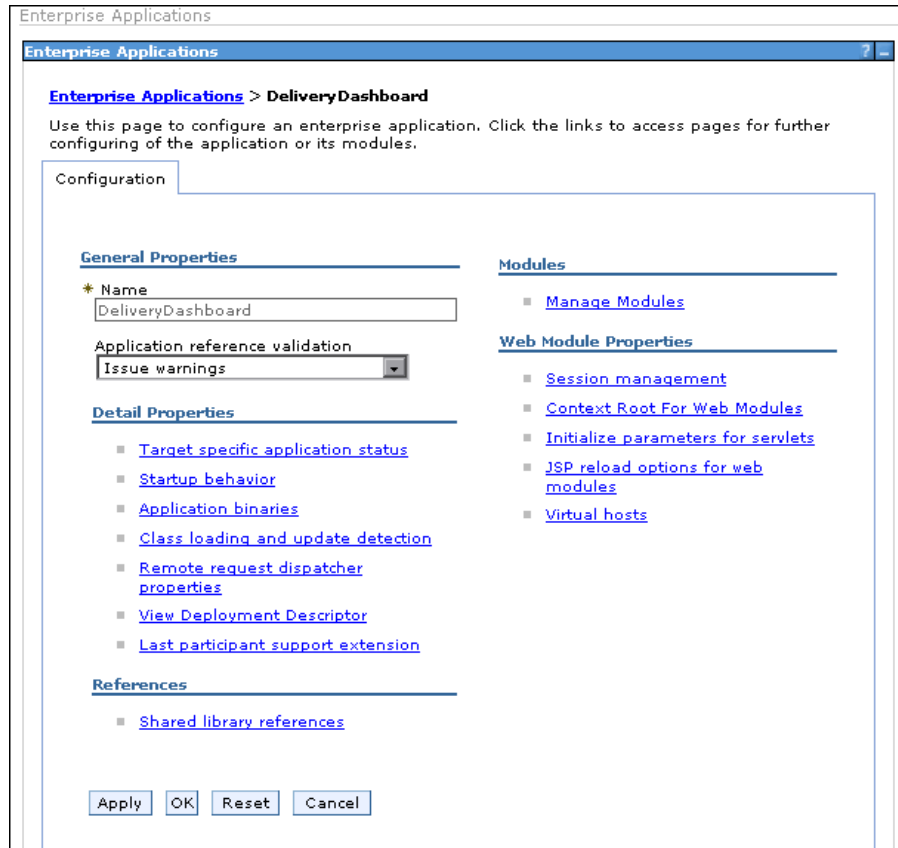 Enterprise Applications
Enterprise Applications ? –
Enterprise Applications > DeliveryDashboard
Use this page to configure an enterprise application. Click the links to access pages for further
configuring of the application or its modules.
Configuration
General Properties
* Name
DeliveryDashboard
Application reference validation
Issue warnings
Detail Properties
Target specific application status
Startup behavior
Application binaries
Class loading and update detection
Remote request dispatcher
properties
View Deployment Descriptor
Last participant support extension
References
Shared library references
Modules
Manage Modules
Web Module Properties
Session management
Context Root For Web Modules
Initialize parameters for servlets
JSP reload options for web
modules
Virtual hosts
Apply OK Reset Cancel